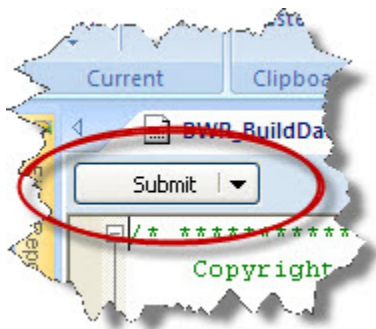 Current Clipboa
BWP_BuildDa
Submit
/* ***********
Copyright